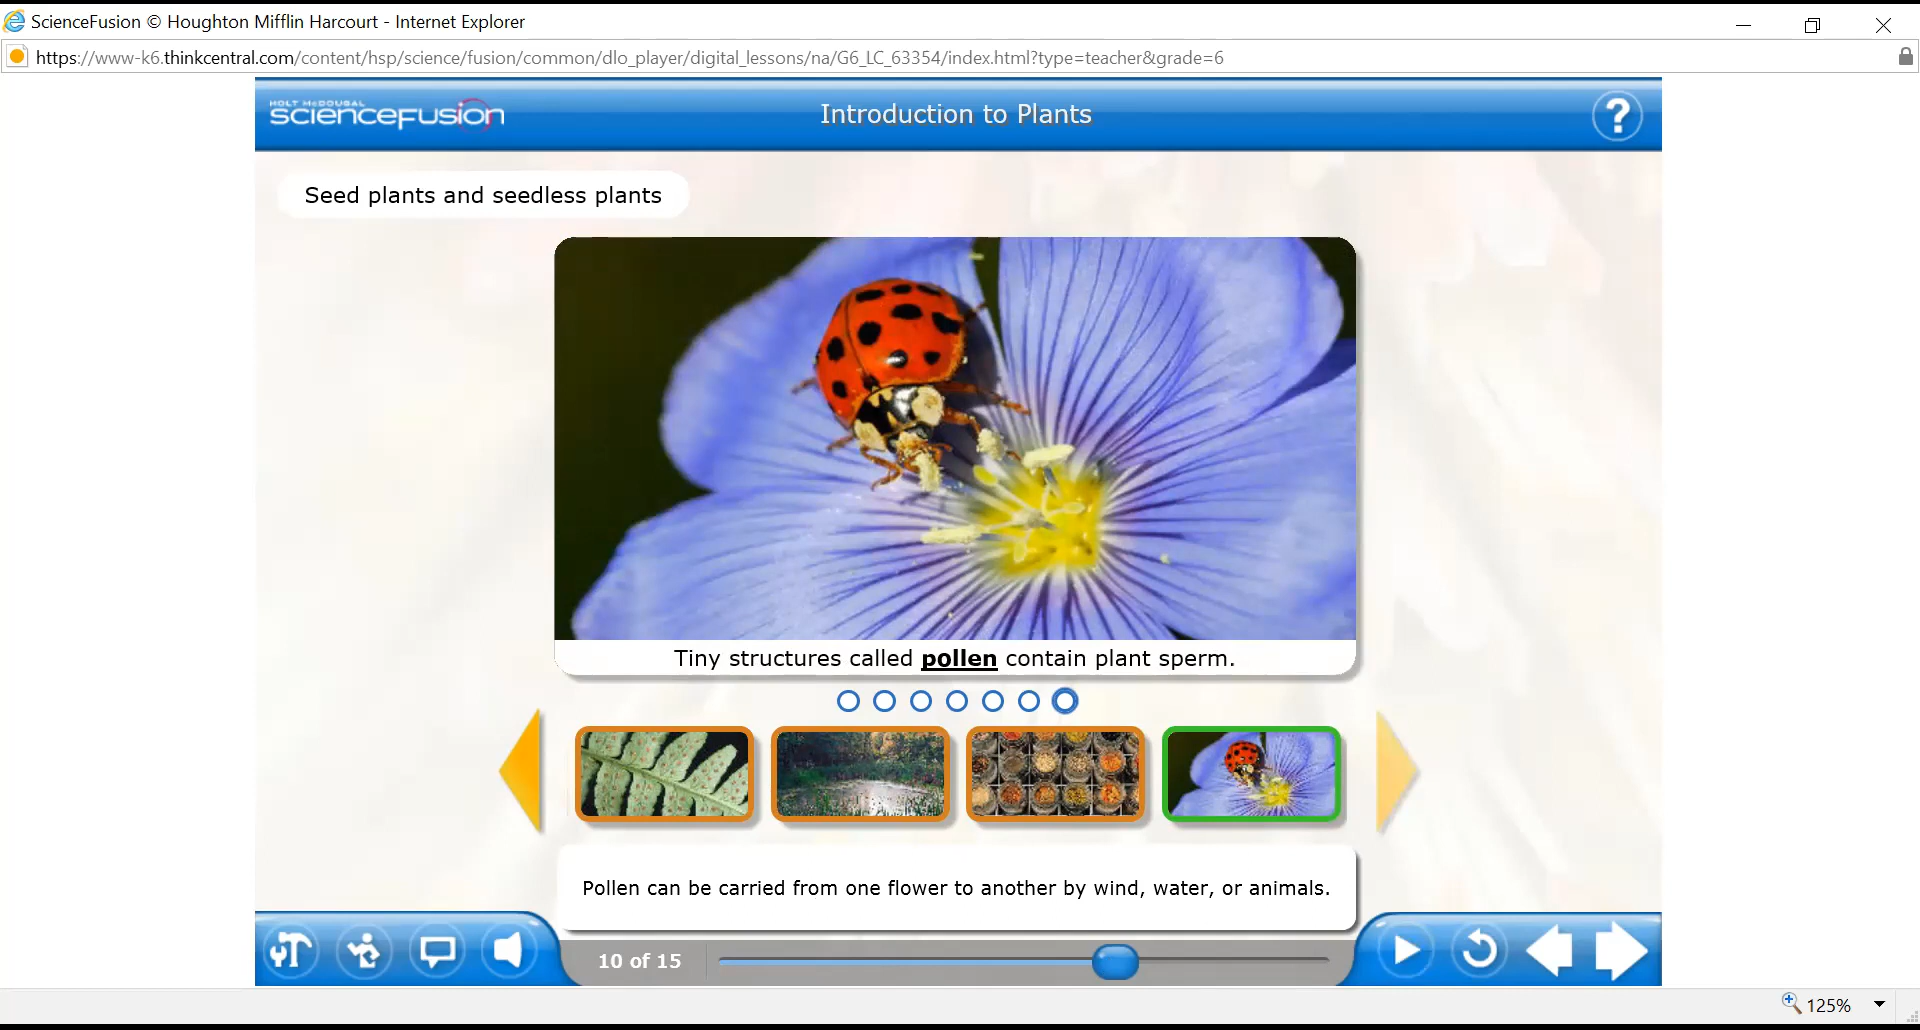 ScienceFusion © Houghton Mifflin Harcourt - Internet Explorer
https://www-k6.thinkcentral.com/content/hsp/science/fusion/common/dlo_player/digital_lessons/na/G6_LC_63354/index.html?type=teacher&grade=6
HOLT McDOUGAL
scienceFusion
Introduction to Plants
?
Seed plants and seedless plants
Tiny structures called pollen contain plant sperm.
Pollen can be carried from one flower to another by wind, water, or animals.
10 of 15
125%